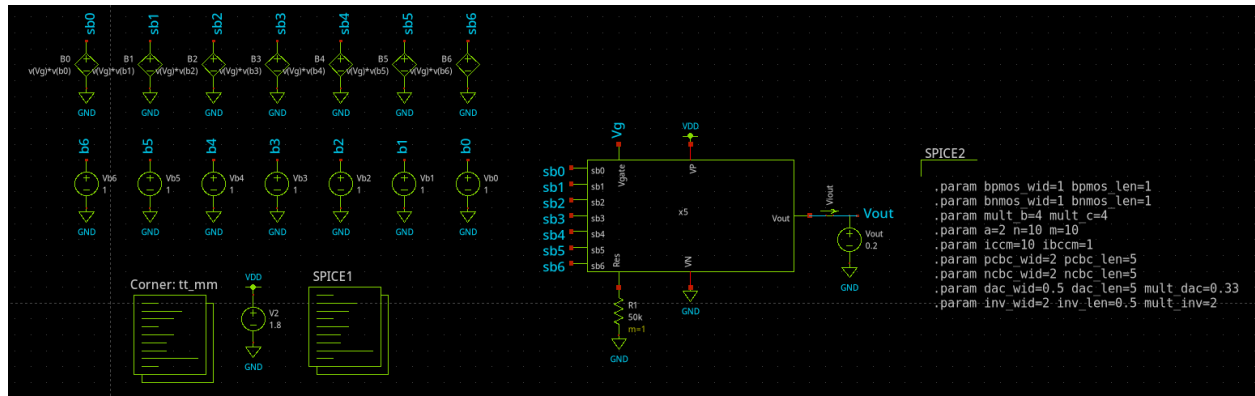 sb0 sb1 sb2 sb3 sb4 sb5 sb6
B0 B1 B2 B3 B4 B5 B6
v(Vg)*v(b0) v(Vg)*v(b1) v(Vg)*v(b2) v(Vg)*v(b3) v(Vg)*v(b4) v(Vg)*v(b5) v(Vg)*v(b6)
GND GND GND GND GND GND GND
b6 b5 b4 b3 b2 b1 b0
Vb6 Vb5 Vb4 Vb3 Vb2 Vb1 Vb0
1 1 1 1 1 1 1
GND GND GND GND GND GND GND
Corner: tt_mm
VDD
V2
1.8
GND
SPICE1
Vg
VDD
sb0 sb0
sb1 sb1
sb2 sb2
sb3 sb3
sb4 sb4
sb5 sb5
sb6 sb6
Vgate
VP
x5
Vout
Res
VN
Viout
Vout
Vout
0.2
GND
GND
R1
50k
m=1
GND
SPICE2
.param bpmos_wid=1 bpmos_len=1
.param bnmos_wid=1 bnmos_len=1
.param mult_b=4 mult_c=4
.param a=2 n=10 m=10
.param iccm=10 ibccm=1
.param pcbc_wid=2 pcbc_len=5
.param ncbc_wid=2 ncbc_len=5
.param dac_wid=0.5 dac_len=5 mult_dac=0.33
.param inv_wid=2 inv_len=0.5 mult_inv=2